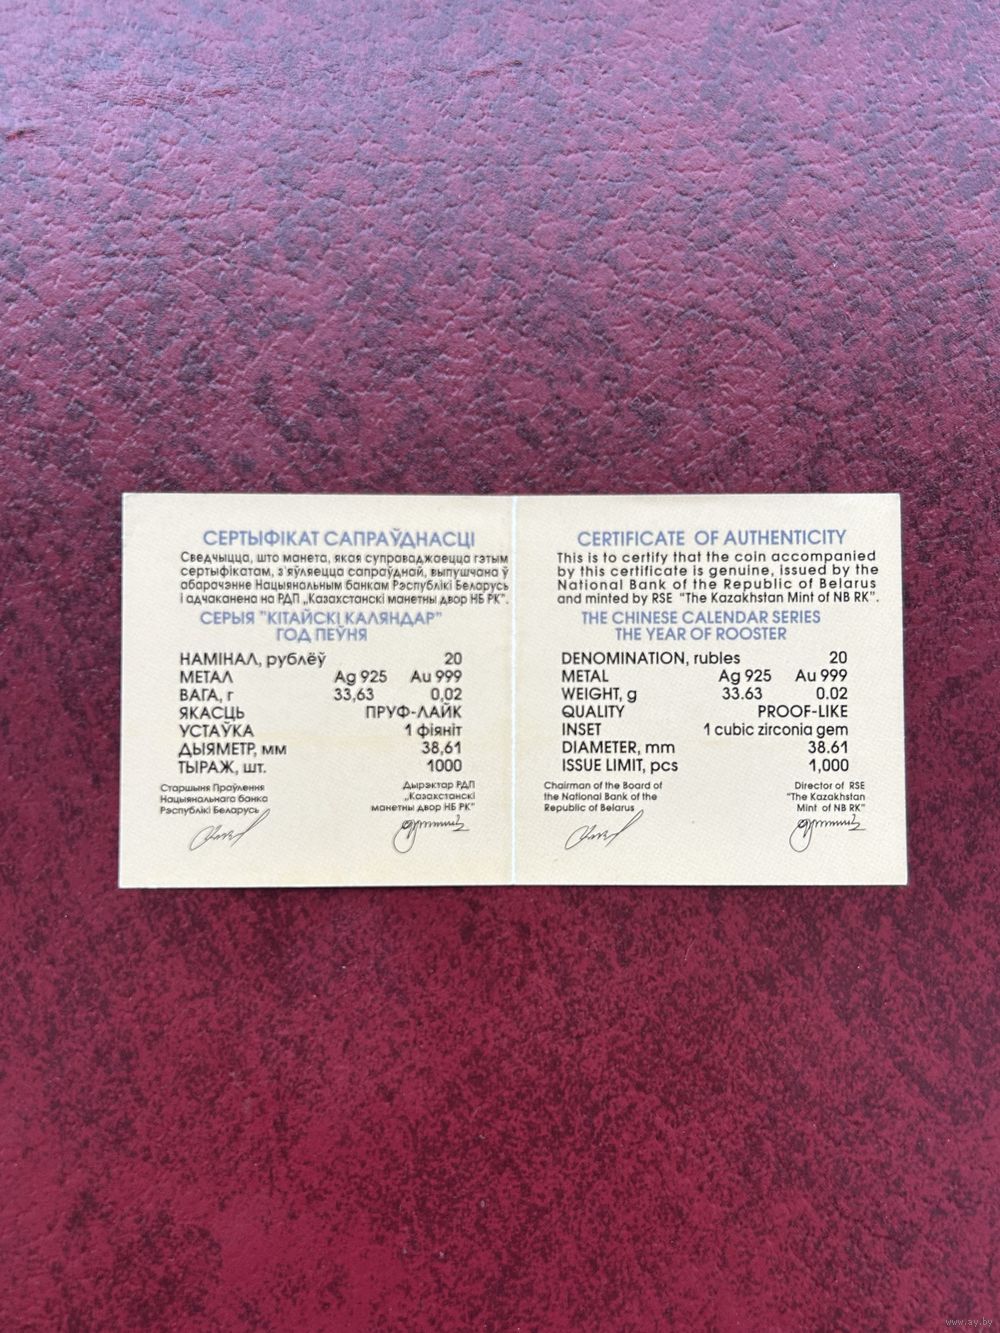 СЕРТЫФІКАТ САПРАЎДНАСЦІ
Сведчыцца, што манета, якая суправаджаецца гэтым
сертыфікатам, з'яўляецца сапраўднай, выпушчана ў
абарачэнне Нацыянальным банкам Рэспублікі Беларусь
і адчаканена на РДП „Казахстанскі манетны двор НБ РК".
СЕРЫЯ "КІТАЙСКІ КАЛЯНДАР"
ГОД ПЕЎНЯ
НАМІНАЛ, рублёў 20
МЕТАЛ Ag 925 Au 999
ВАГА, г 33,63 0,02
ЯКАСЦЬ ПРУФ-ЛАЙК
УСТАЎКА 1 фіяніт
ДЫЯМЕТР, мм 38,61
ТЫРАЖ, шт. 1000
Старшыня Праўлення
Нацыянальнага банка
Рэспублікі Беларусь
Дырэктар РДП
„Казахстанскі
манетны двор НБ РК"
CERTIFICATE OF AUTHENTICITY
This is to certify that the coin accompanied
by this certificate is genuine, issued by the
National Bank of the Republic of Belarus
and minted by RSE "The Kazakhstan Mint of NB RK".
THE CHINESE CALENDAR SERIES
THE YEAR OF ROOSTER
DENOMINATION, rubles 20
METAL Ag 925 Au 999
WEIGHT, g 33.63 0.02
QUALITY PROOF-LIKE
INSET 1 cubic zirconia gem
DIAMETER, mm 38.61
ISSUE LIMIT, pcs 1,000
Chairman of the Board of
the National Bank of the
Republic of Belarus
Director of RSE
"The Kazakhstan
Mint of NB RK"
www.ay.by